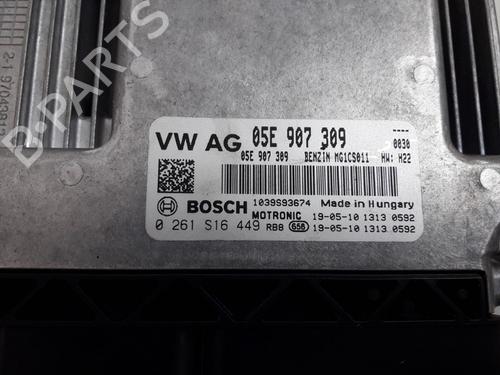 VW AG 05E 907 309 ----
05E 907 309 BENZIN MG1CS011 HW: H22
0030
BOSCH 1039S93674 Made in Hungary
MOTRONIC 19-05-10 1313 0592
0 261 S16 449 RBB 656 19-05-10 1313 0592
B-PARTS